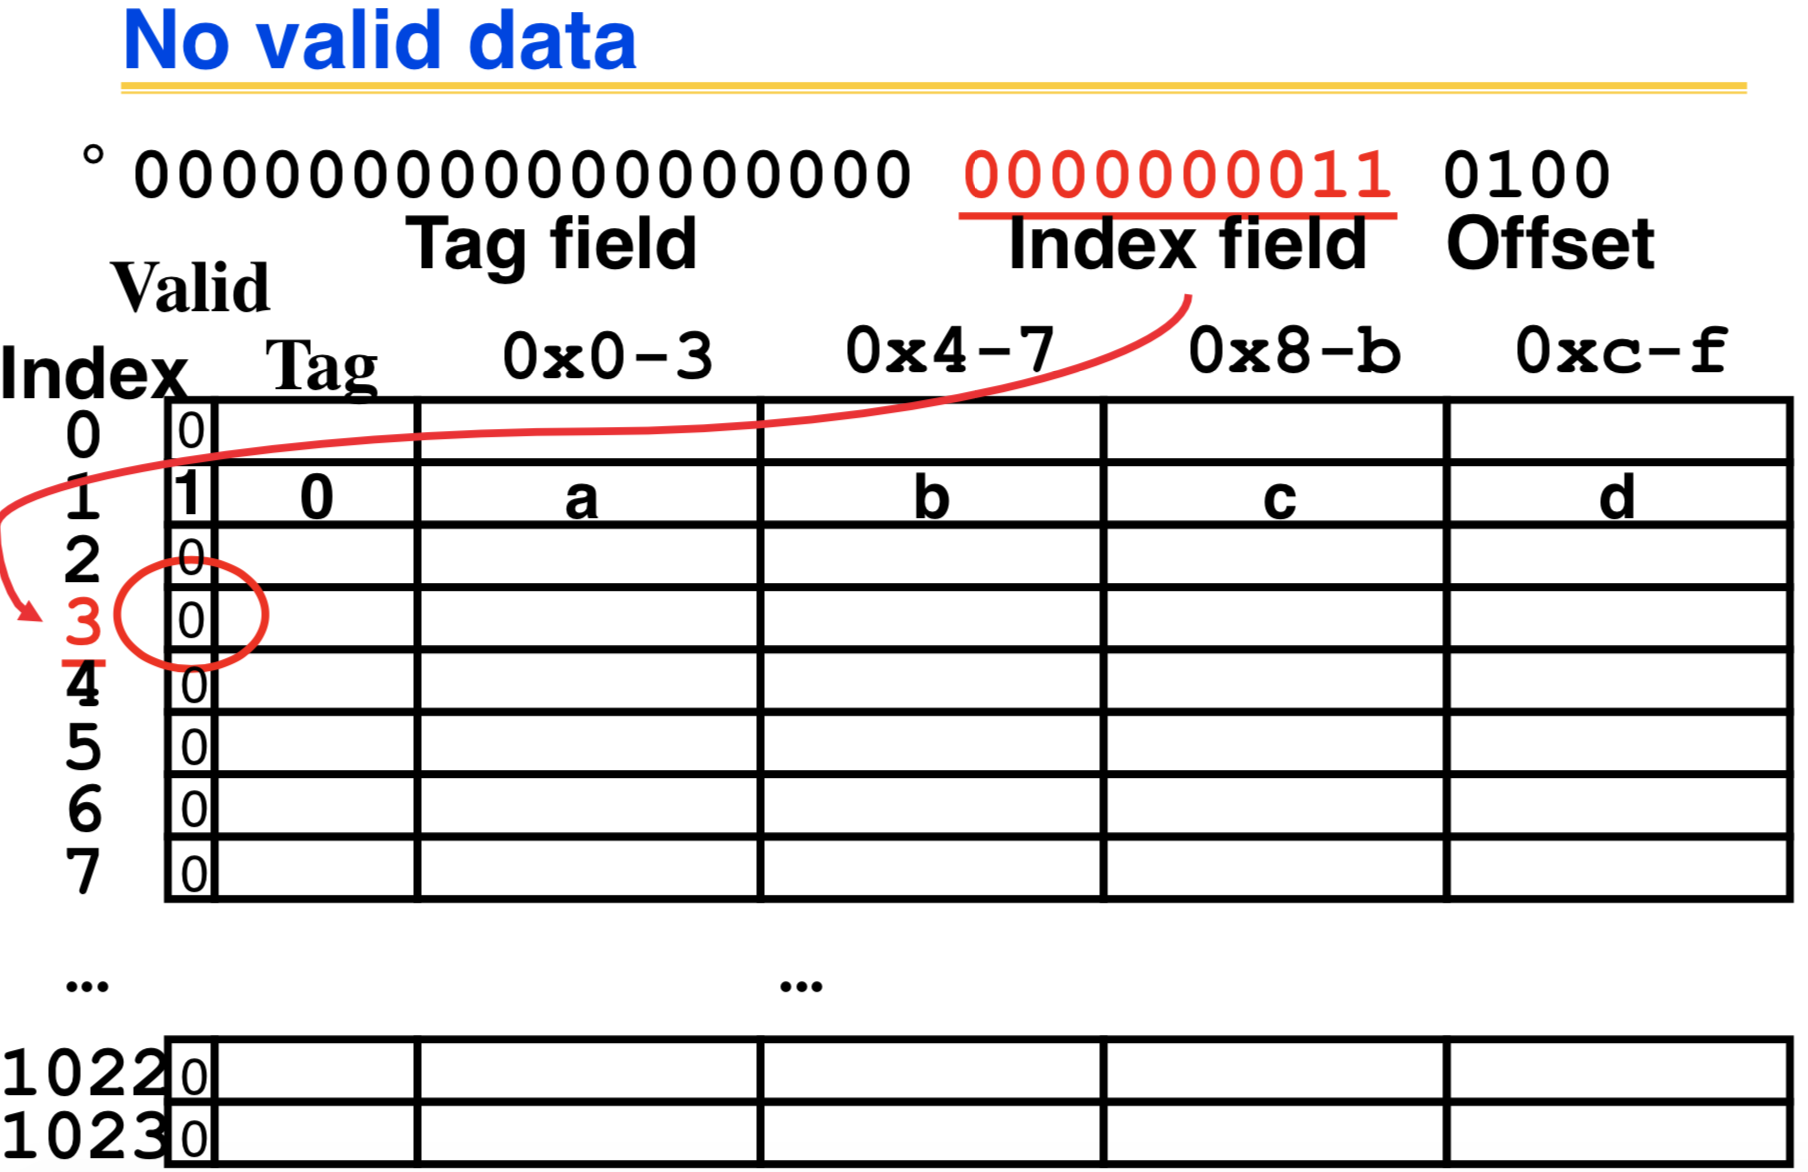 No valid data
° 000000000000000000 0000000011 0100
Tag field Index field Offset
Valid
Index Tag 0x0-3 0x4-7 0x8-b 0xc-f
0 0
1 1 0 a b c d
2 0
3 0
4 0
5 0
6 0
7 0
... ...
1022 0
1023 0